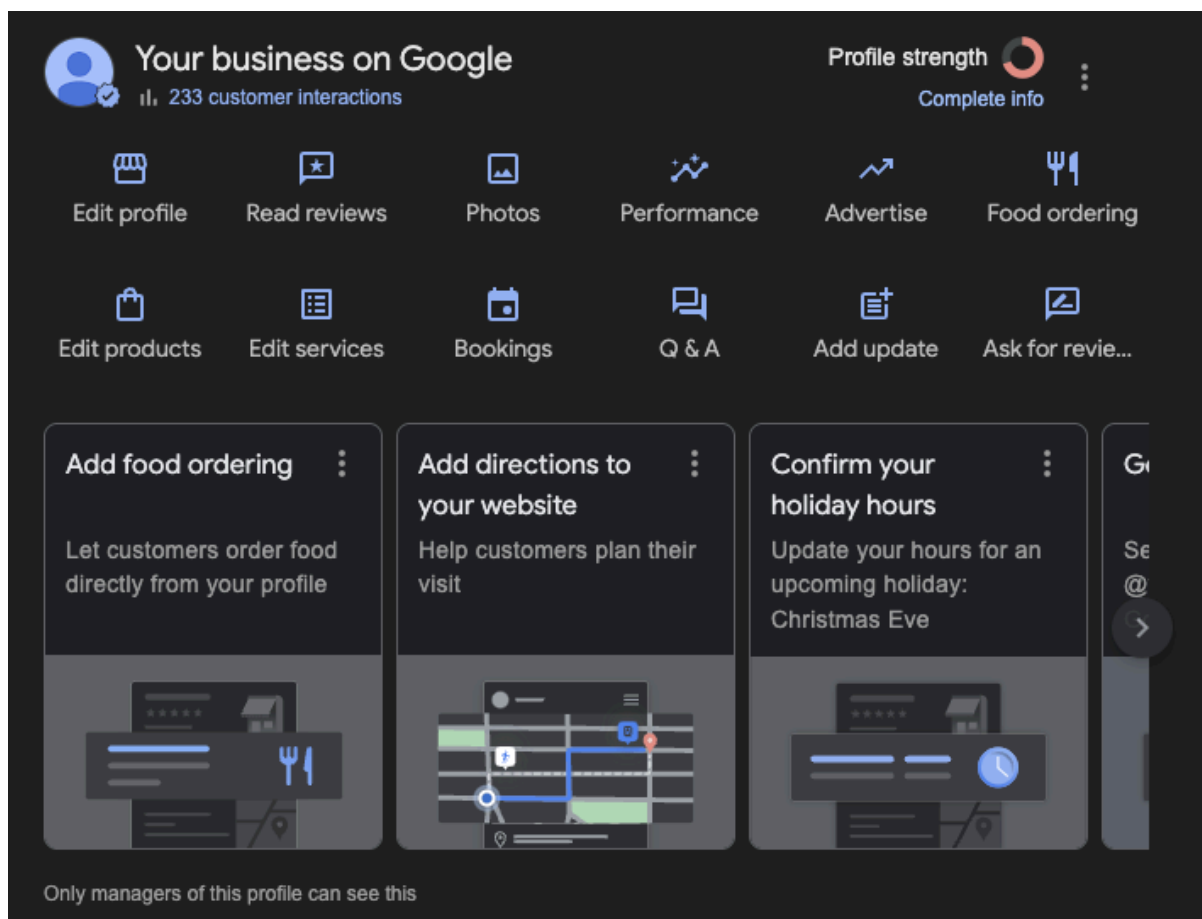 Your business on Google
233 customer interactions
Profile strength
Complete info
Edit profile
Read reviews
Photos
Performance
Advertise
Food ordering
Edit products
Edit services
Bookings
Q & A
Add update
Ask for revie...
Add food ordering
Let customers order food
directly from your profile
Add directions to
your website
Help customers plan their
visit
Confirm your
holiday hours
Update your hours for an
upcoming holiday:
Christmas Eve
Only managers of this profile can see this